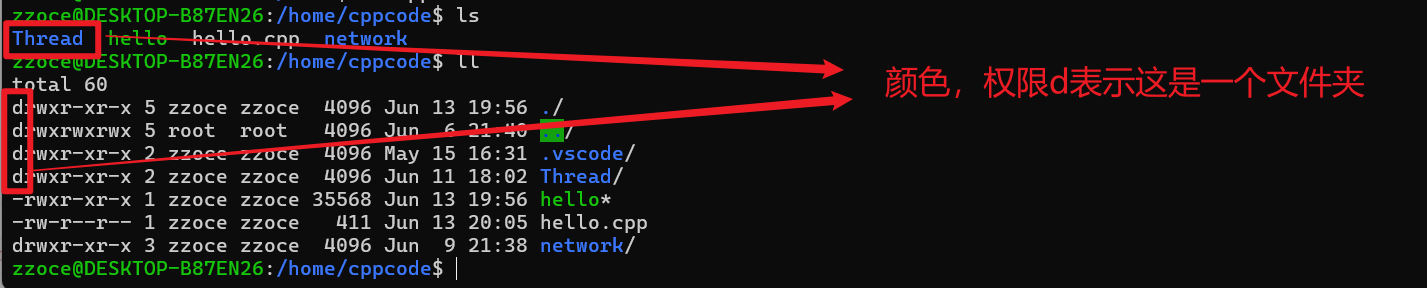 zzoce@DESKTOP-B87EN26:/home/cppcode$ ls
Thread  hello  hello.cpp  network
zzoce@DESKTOP-B87EN26:/home/cppcode$ ll
total 60
drwxr-xr-x 5 zzoce zzoce  4096 Jun 13 19:56 ./
drwxrwxrwx 5 root  root   4096 Jun  6 21:40 ../
drwxr-xr-x 2 zzoce zzoce  4096 May 15 16:31 .vscode/
drwxr-xr-x 2 zzoce zzoce  4096 Jun 11 18:02 Thread/
-rwxr-xr-x 1 zzoce zzoce 35568 Jun 13 19:56 hello*
-rw-r--r-- 1 zzoce zzoce   411 Jun 13 20:05 hello.cpp
drwxr-xr-x 3 zzoce zzoce  4096 Jun  9 21:38 network/
zzoce@DESKTOP-B87EN26:/home/cppcode$
颜色，权限d表示这是一个文件夹